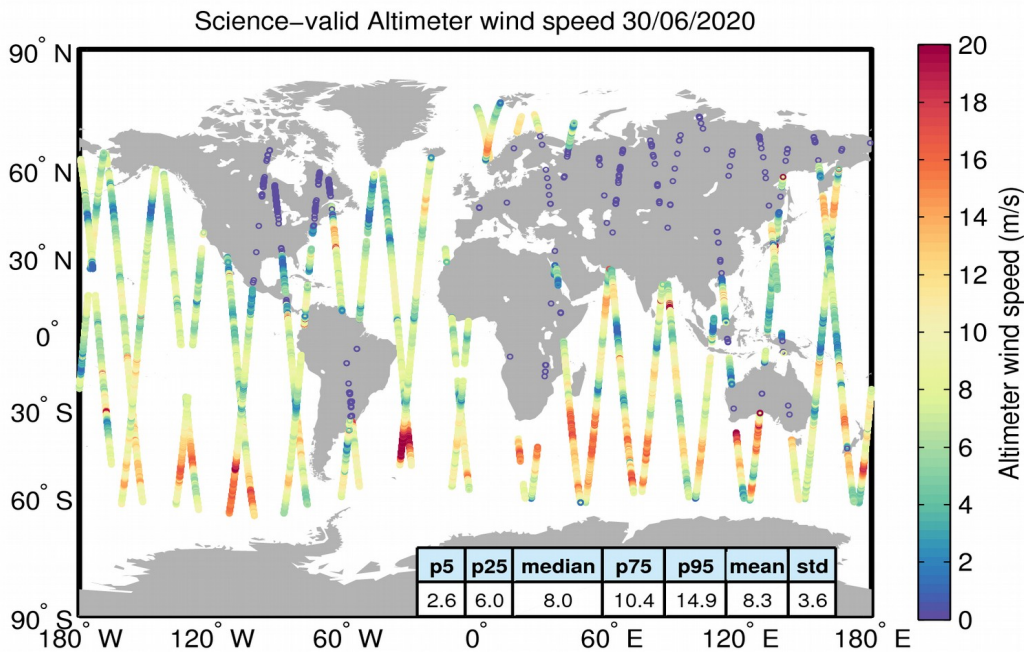 Science-valid Altimeter wind speed 30/06/2020
90° N
60° N
30° N
0°
30° S
60° S
90° S
180° W
120° W
60° W
0°
60° E
120° E
180° E
p5 p25 median p75 p95 mean std
2.6 6.0 8.0 10.4 14.9 8.3 3.6
20
18
16
14
12
10
8
6
4
2
0
Altimeter wind speed (m/s)